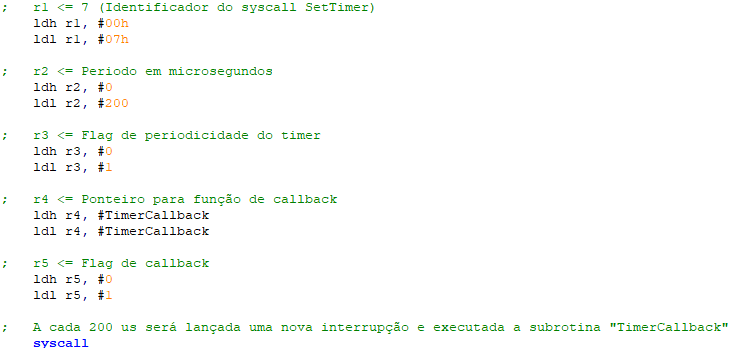 ;   r1 <= 7 (Identificador do syscall SetTimer)
    ldh r1, #00h
    ldl r1, #07h

;   r2 <= Periodo em microsegundos
    ldh r2, #0
    ldl r2, #200

;   r3 <= Flag de periodicidade do timer
    ldh r3, #0
    ldl r3, #1

;   r4 <= Ponteiro para função de callback
    ldh r4, #TimerCallback
    ldl r4, #TimerCallback

;   r5 <= Flag de callback
    ldh r5, #0
    ldl r5, #1

;   A cada 200 us será lançada uma nova interrupção e executada a subrotina "TimerCallback"
    syscall